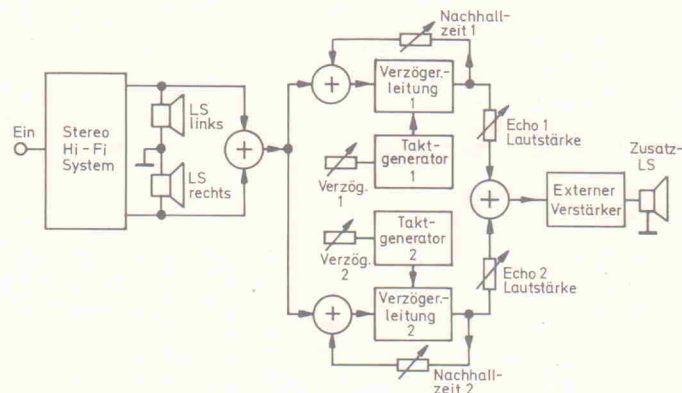 Nachhall-
zeit 1
Verzöger.-
leitung
1
LS
links
Ein
Stereo
Hi-Fi
System
LS
rechts
Echo 1
Lautstärke
Takt-
generator
1
Verzög.
1
Zusatz-
LS
Externer
Verstärker
Takt-
generator
2
Verzög.
2
Echo 2
Lautstärke
Verzöger.-
leitung
2
Nachhall-
zeit 2